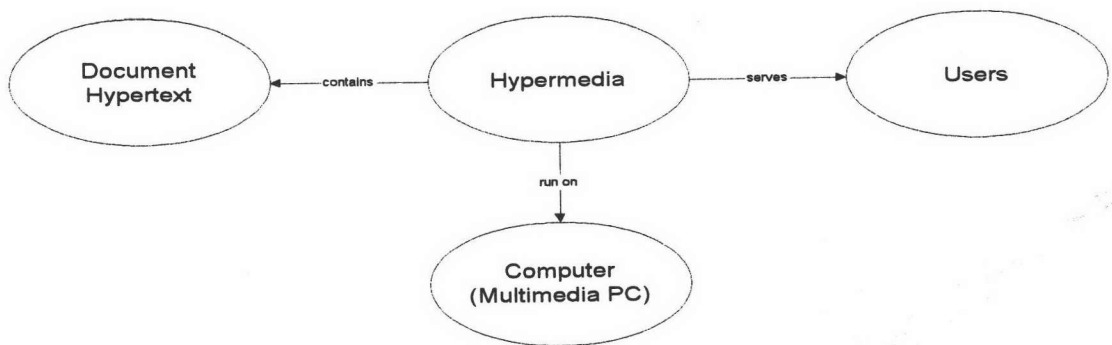 Document
Hypertext
contains
Hypermedia
serves
Users
run on
Computer
(Multimedia PC)